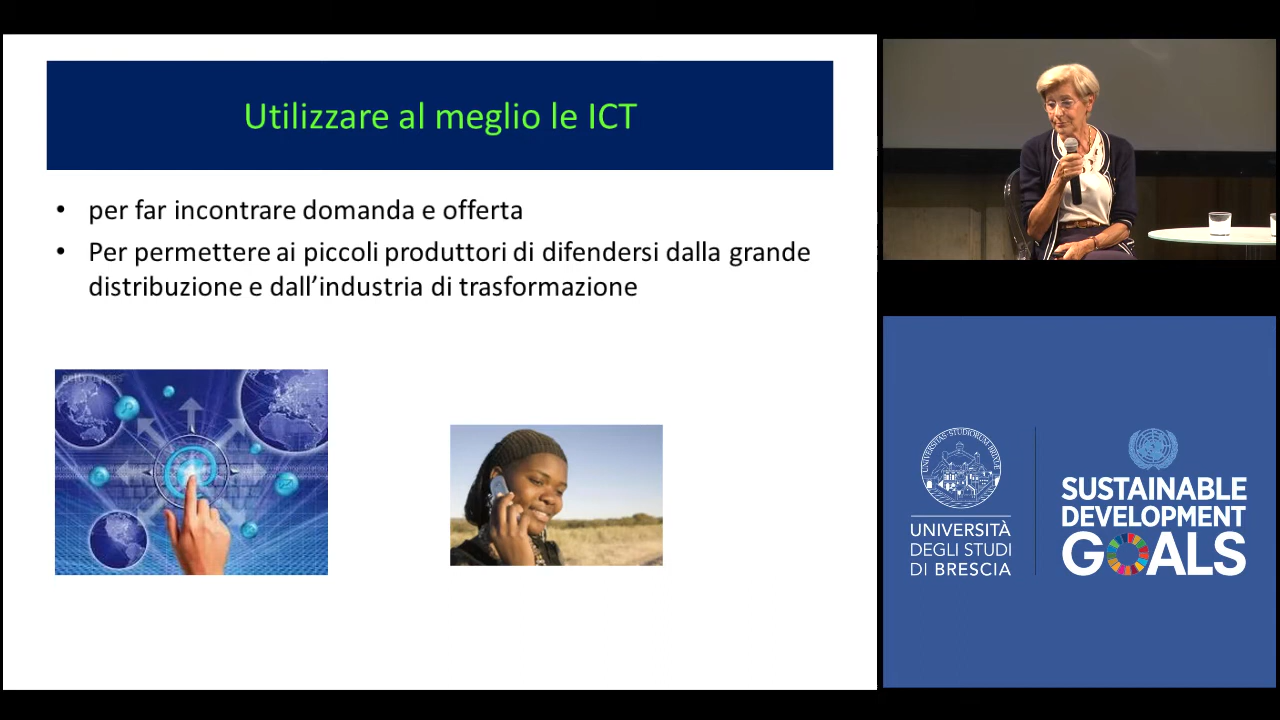 Utilizzare al meglio le ICT
• per far incontrare domanda e offerta
• Per permettere ai piccoli produttori di difendersi dalla grande
distribuzione e dall'industria di trasformazione
gettyimages
UNIVERSITÀ
DEGLI STUDI
DI BRESCIA
SUSTAINABLE
DEVELOPMENT
GOALS